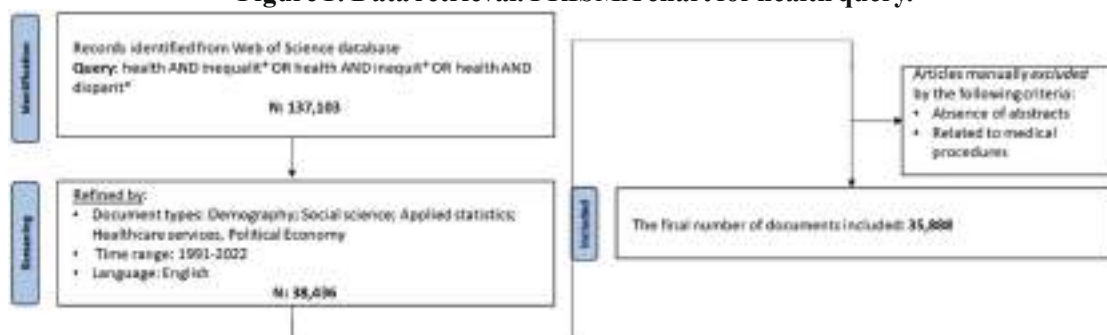 Figure 1: Data retrieval: PRISMA chart for health query.
Identification
Records identified from Web of Science database
Query: health AND inequalit* OR health AND inequit* OR health AND
disparit*
N: 137,103
Screening
Refined by:
• Document types: Demography; Social science; Applied statistics;
Healthcare services, Political Economy
• Time range: 1991-2022
• Language: English
N: 38,436
Articles manually excluded
by the following criteria:
• Absence of abstracts
• Related to medical
procedures
Included
The final number of documents included: 35,888